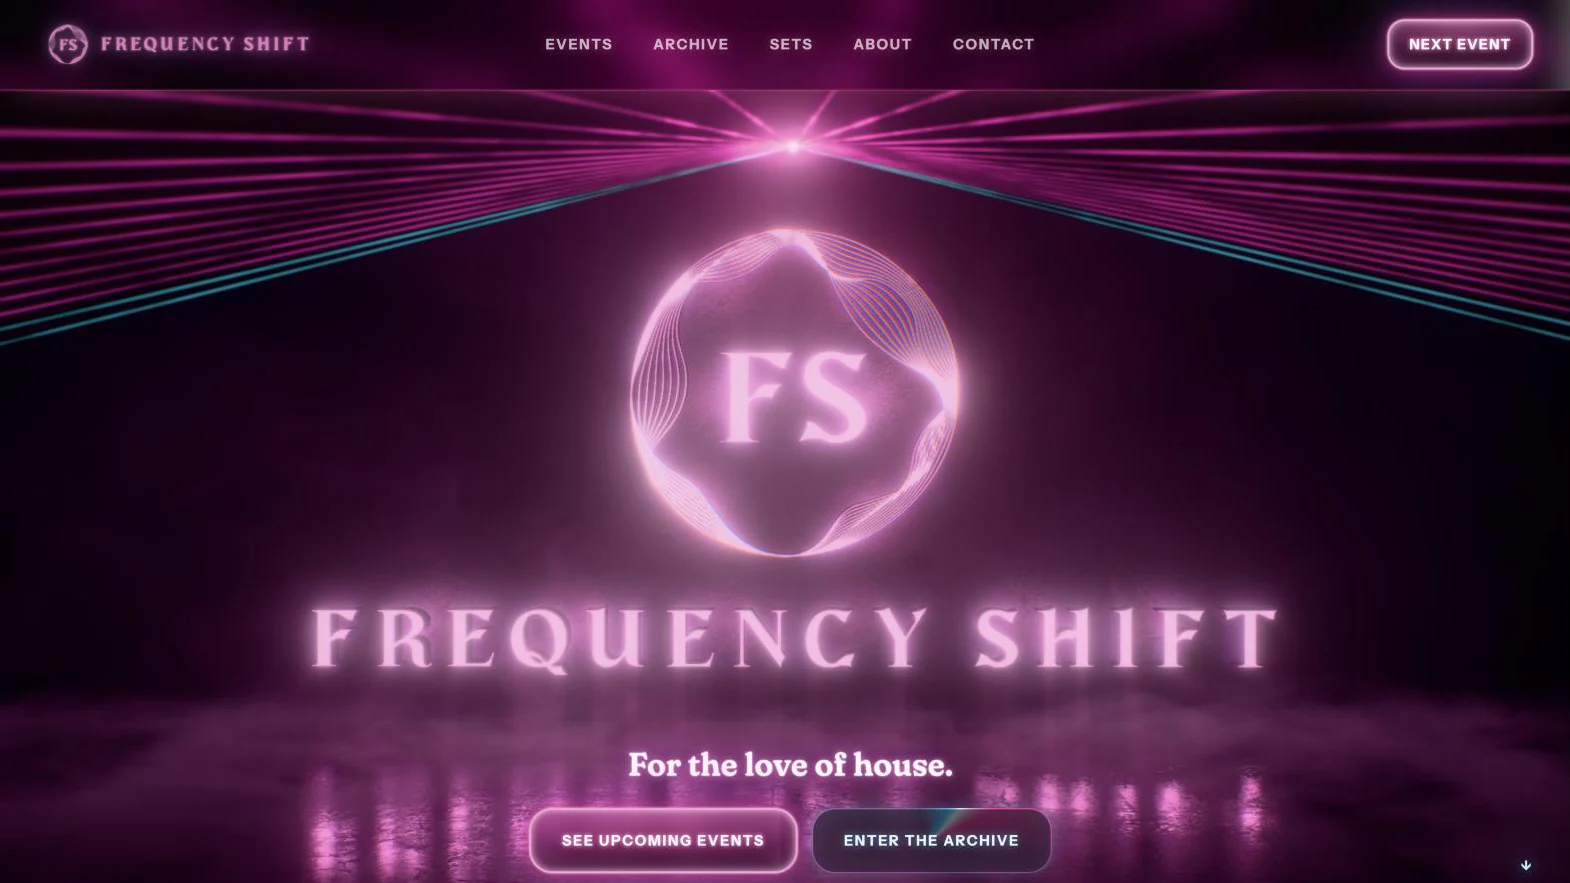 FS FREQUENCY SHIFT
EVENTS ARCHIVE SETS ABOUT CONTACT
NEXT EVENT
FS
FREQUENCY SHIFT
For the love of house.
SEE UPCOMING EVENTS
ENTER THE ARCHIVE